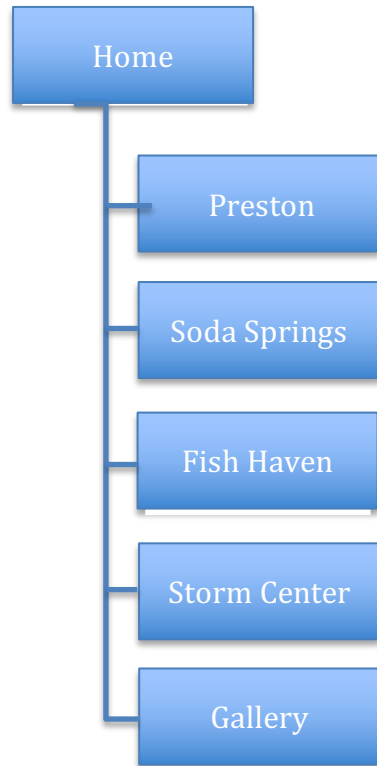 Home
Preston
Soda Springs
Fish Haven
Storm Center
Gallery